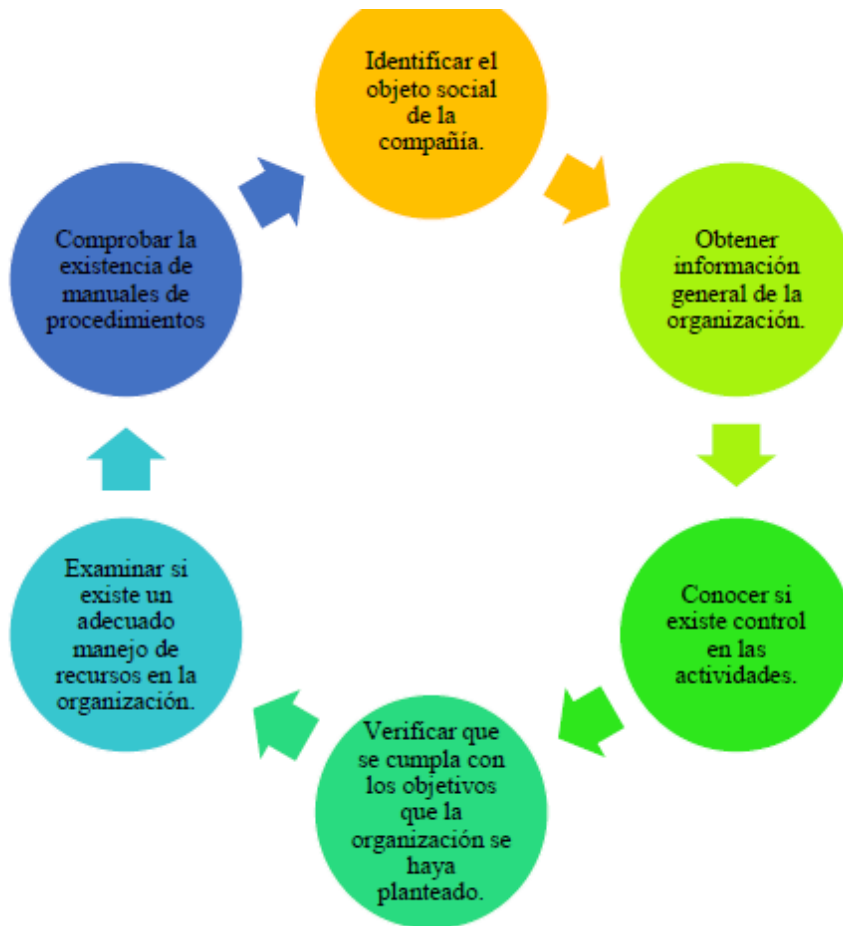 Identificar el
objeto social
de la
compañía.
Obtener
información
general de la
organización.
Conocer si
existe control
en las
actividades.
Verificar que
se cumpla con
los objetivos
que la
organización se
haya
planteado.
Examinar si
existe un
adecuado
manejo de
recursos en la
organización.
Comprobar la
existencia de
manuales de
procedimientos